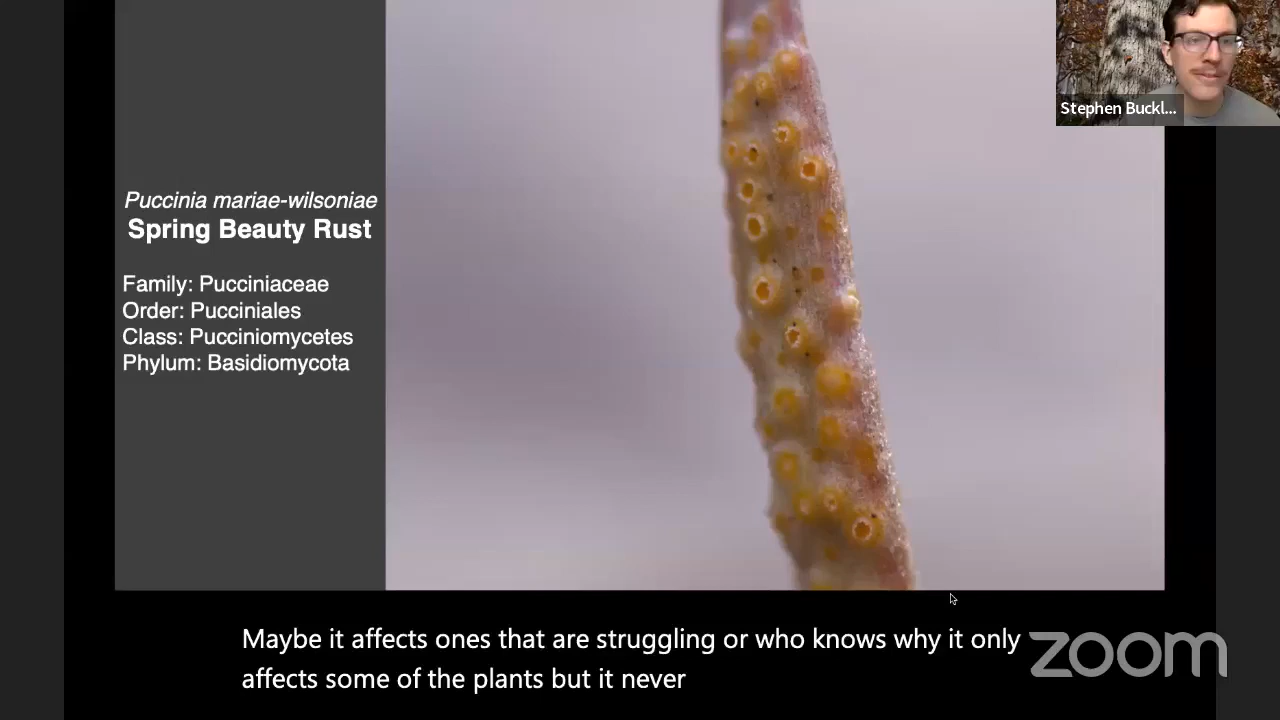 Puccinia mariae-wilsoniae
Spring Beauty Rust
Family: Pucciniaceae
Order: Pucciniales
Class: Pucciniomycetes
Phylum: Basidiomycota
Stephen Buckl...
Maybe it affects ones that are struggling or who knows why it only
affects some of the plants but it never
zoom